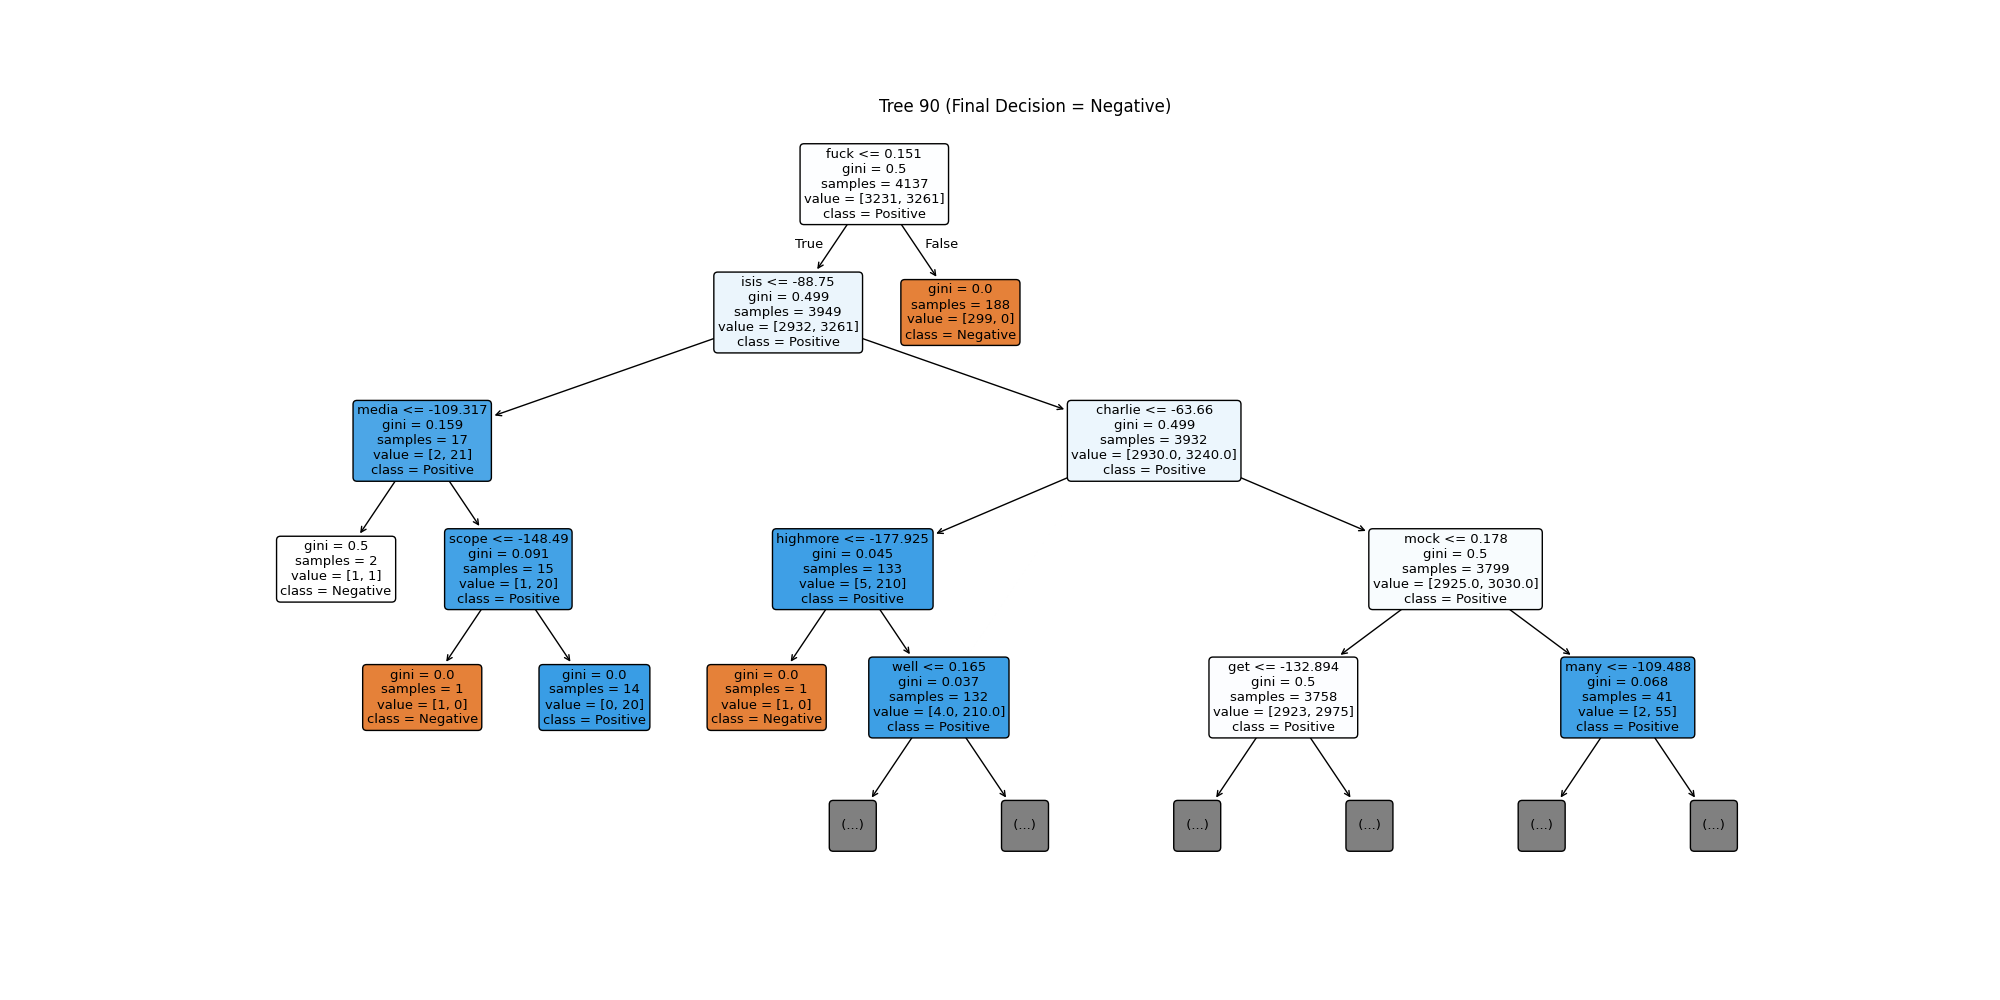 Tree 90 (Final Decision = Negative)
fuck <= 0.151
gini = 0.5
samples = 4137
value = [3231, 3261]
class = Positive
True
False
isis <= -88.75
gini = 0.499
samples = 3949
value = [2932, 3261]
class = Positive
gini = 0.0
samples = 188
value = [299, 0]
class = Negative
media <= -109.317
gini = 0.159
samples = 17
value = [2, 21]
class = Positive
charlie <= -63.66
gini = 0.499
samples = 3932
value = [2930.0, 3240.0]
class = Positive
gini = 0.5
samples = 2
value = [1, 1]
class = Negative
scope <= -148.49
gini = 0.091
samples = 15
value = [1, 20]
class = Positive
highmore <= -177.925
gini = 0.045
samples = 133
value = [5, 210]
class = Positive
mock <= 0.178
gini = 0.5
samples = 3799
value = [2925.0, 3030.0]
class = Positive
gini = 0.0
samples = 1
value = [1, 0]
class = Negative
gini = 0.0
samples = 14
value = [0, 20]
class = Positive
gini = 0.0
samples = 1
value = [1, 0]
class = Negative
well <= 0.165
gini = 0.037
samples = 132
value = [4.0, 210.0]
class = Positive
get <= -132.894
gini = 0.5
samples = 3758
value = [2923, 2975]
class = Positive
many <= -109.488
gini = 0.068
samples = 41
value = [2, 55]
class = Positive
(...)
(...)
(...)
(...)
(...)
(...)